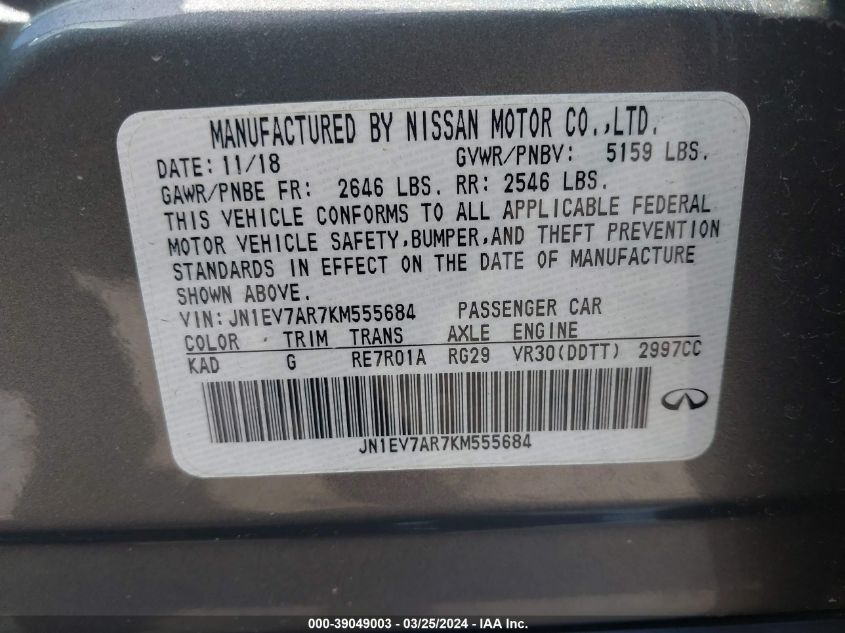 MANUFACTURED BY NISSAN MOTOR CO.,LTD.
DATE: 11/18 GVWR/PNBV: 5159 LBS.
GAWR/PNBE FR: 2646 LBS. RR: 2546 LBS.
THIS VEHICLE CONFORMS TO ALL APPLICABLE FEDERAL
MOTOR VEHICLE SAFETY,BUMPER,AND THEFT PREVENTION
STANDARDS IN EFFECT ON THE DATE OF MANUFACTURE
SHOWN ABOVE.
VIN: JN1EV7AR7KM555684 PASSENGER CAR
COLOR TRIM TRANS AXLE ENGINE
KAD G RE7R01A RG29 VR30(DDTT) 2997CC
JN1EV7AR7KM555684
000-39049003 - 03/25/2024 - IAA Inc.